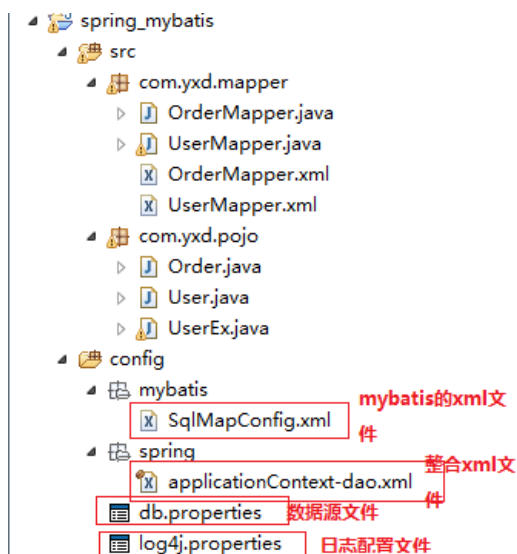 spring_mybatis
src
com.yxd.mapper
OrderMapper.java
UserMapper.java
OrderMapper.xml
UserMapper.xml
com.yxd.pojo
Order.java
User.java
UserEx.java
config
mybatis
SqlMapConfig.xml
mybatis的xml文
件
spring
applicationContext-dao.xml
整合xml文
件
db.properties 数据源文件
log4j.properties 日志配置文件